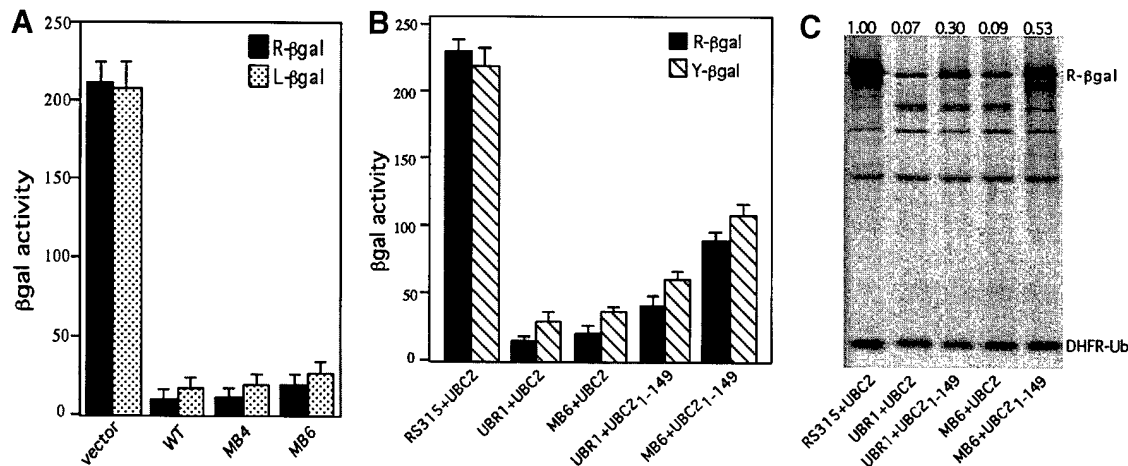 A
βgal activity
250
200
150
100
50
0
R-βgal
L-βgal
vector
WT
MB4
MB6
B
βgal activity
250
200
150
100
50
0
R-βgal
Y-βgal
RS315+UBC2
UBR1+UBC2
MB6+UBC2
UBR1+UBC21-149
MB6+UBC21-149
C
1.00 0.07 0.30 0.09 0.53
R-βgal
DHFR-Ub
RS315+UBC2
UBR1+UBC2
UBR1+UBC21-149
MB6+UBC2
MB6+UBC21-149